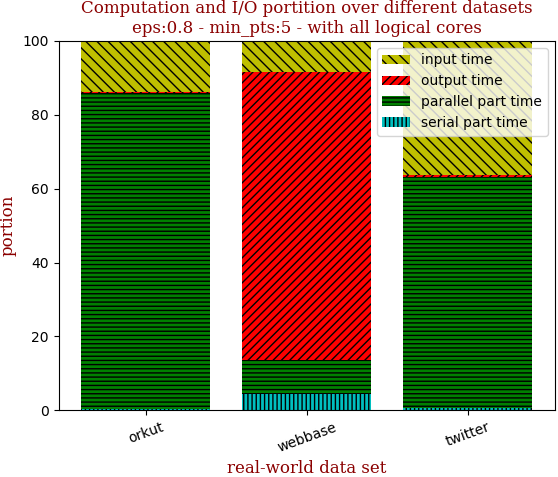 Computation and I/O portition over different datasets
eps:0.8 - min_pts:5 - with all logical cores
100
80
60
40
20
0
portion
input time
output time
parallel part time
serial part time
orkut
webbase
twitter
real-world data set